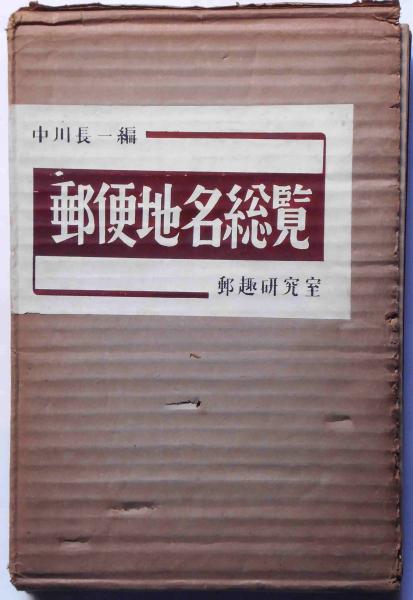 中川長一編
郵便地名総覧
郵趣研究室